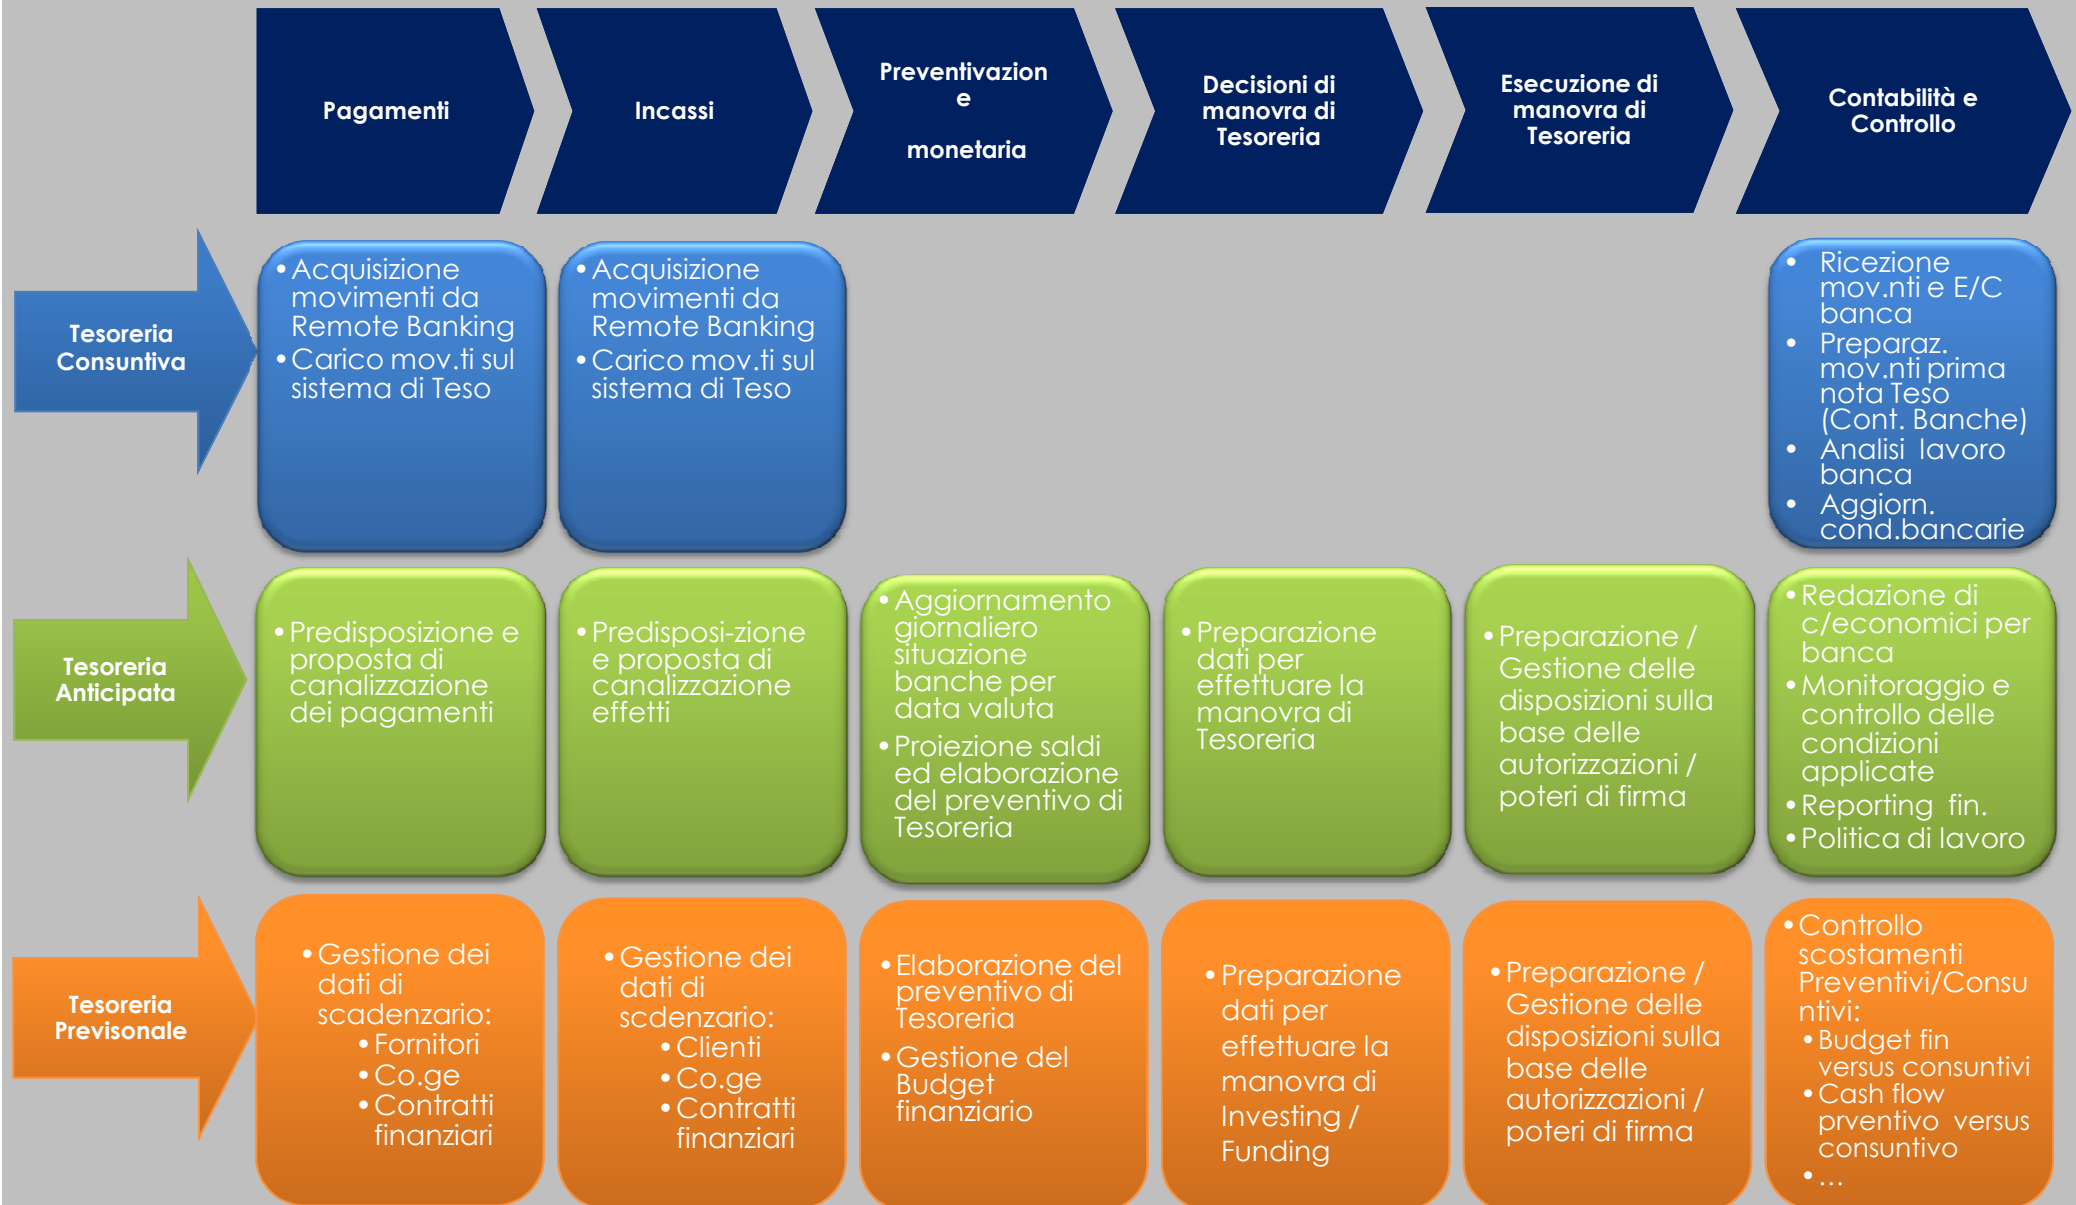 Pagamenti
Incassi
Preventivazion
e
monetaria
Decisioni di
manovra di
Tesoreria
Esecuzione di
manovra di
Tesoreria
Contabilità e
Controllo
Tesoreria
Consuntiva
•Acquisizione
movimenti da
Remote Banking
•Carico mov.ti sul
sistema di Teso
•Acquisizione
movimenti da
Remote Banking
•Carico mov.ti sul
sistema di Teso
• Ricezione
mov.nti e E/C
banca
• Preparaz.
mov.nti prima
nota Teso
(Cont. Banche)
• Analisi lavoro
banca
• Aggiorn.
cond.bancarie
Tesoreria
Anticipata
•Predisposizione e
proposta di
canalizzazione
dei pagamenti
•Predisposi-zione
e proposta di
canalizzazione
effetti
•Aggiornamento
giornaliero
situazione
banche per
data valuta
•Proiezione saldi
ed elaborazione
del preventivo di
Tesoreria
•Preparazione
dati per
effettuare la
manovra di
Tesoreria
•Preparazione /
Gestione delle
disposizioni sulla
base delle
autorizzazioni /
poteri di firma
•Redazione di
c/economici per
banca
•Monitoraggio e
controllo delle
condizioni
applicate
•Reporting fin.
•Politica di lavoro
Tesoreria
Previsonale
•Gestione dei
dati di
scadenzario:
•Fornitori
•Co.ge
•Contratti
finanziari
•Gestione dei
dati di
scdenzario:
•Clienti
•Co.ge
•Contratti
finanziari
•Elaborazione del
preventivo di
Tesoreria
•Gestione del
Budget
finanziario
•Preparazione
dati per
effettuare la
manovra di
Investing /
Funding
•Preparazione /
Gestione delle
disposizioni sulla
base delle
autorizzazioni /
poteri di firma
•Controllo
scostamenti
Preventivi/Consu
ntivi:
•Budget fin
versus consuntivi
•Cash flow
prventivo versus
consuntivo
•…